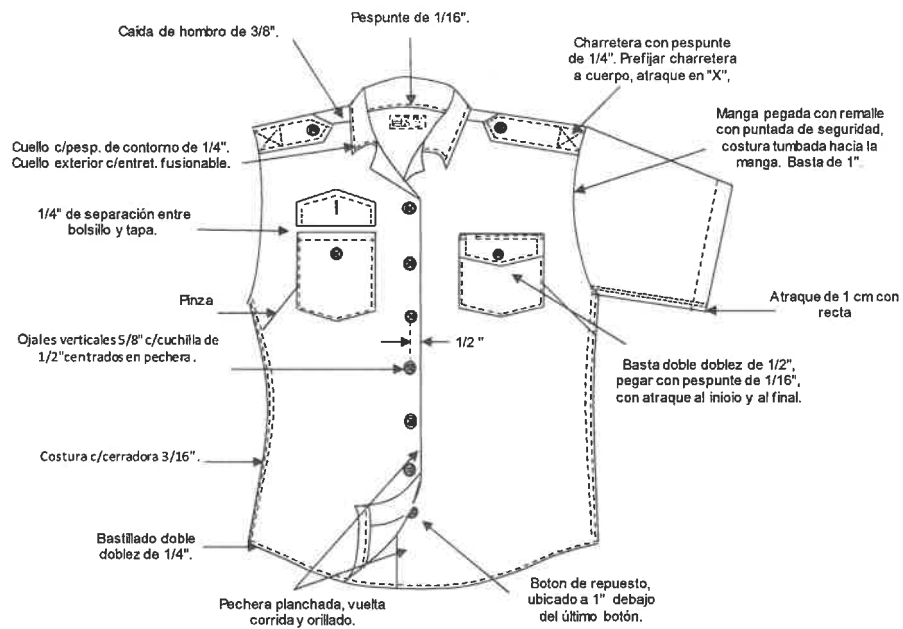 Pespunte de 1/16".
Caída de hombro de 3/8".
Charretera con pespunte
de 1/4". Prefijar charretera
a cuerpo, atraque en "X",
Manga pegada con remalle
con puntada de seguridad,
costura tumbada hacia la
manga. Basta de 1".
Cuello c/pesp. de contorno de 1/4".
Cuello exterior c/entret. fusionable.
1/4" de separación entre
bolsillo y tapa.
Pinza
Atraque de 1 cm con
recta
Ojales verticales 5/8" c/cuchilla de
1/2"centrados en pechera.
1/2 "
Basta doble doblez de 1/2",
pegar con pespunte de 1/16",
con atraque al inicio y al final.
Costura c/cerradora 3/16".
Bastillado doble
doblez de 1/4".
Pechera planchada, vuelta
corrida y orillado.
Boton de repuesto,
ubicado a 1" debajo
del último botón.